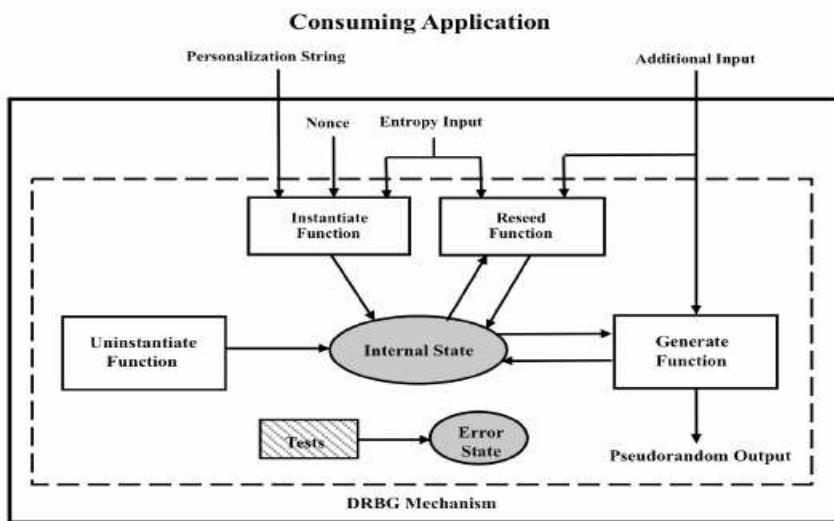 Consuming Application
Personalization String
Additional Input
Nonce
Entropy Input
Instantiate
Function
Reseed
Function
Uninstantiate
Function
Internal State
Generate
Function
Tests
Error
State
Pseudorandom Output
DRBG Mechanism